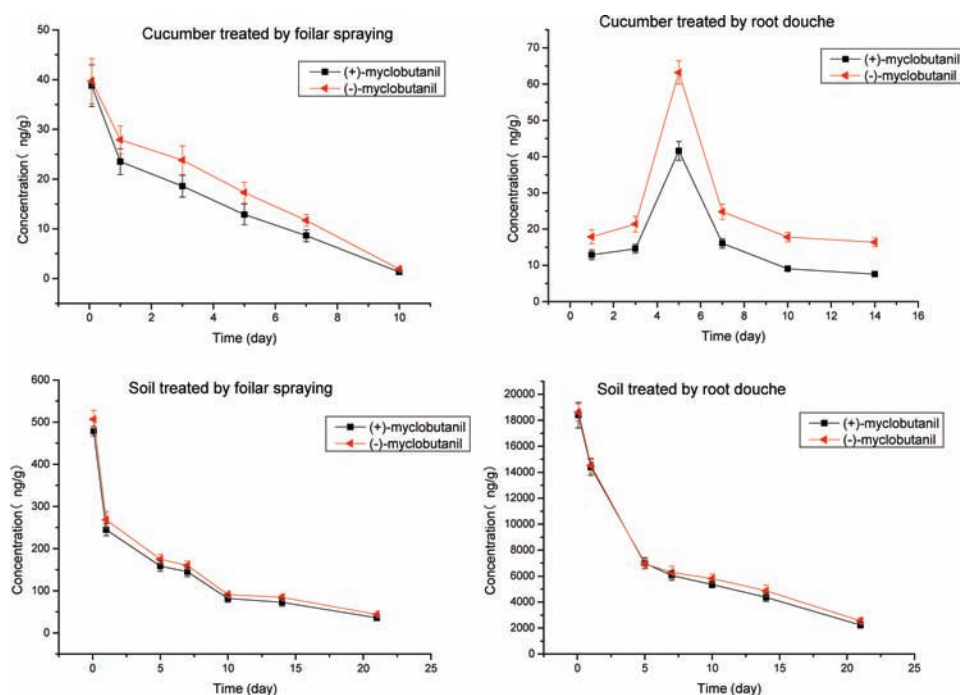 Cucumber treated by foilar spraying
(+)-myclobutanil
(-)-myclobutanil
Concentration( ng/g)
50
40
30
20
10
0
0 2 4 6 8 10
Time (day)
Cucumber treated by root douche
(+)-myclobutanil
(-)-myclobutanil
Concentration( ng/g)
70
60
50
40
30
20
10
0
0 2 4 6 8 10 12 14 16
Time (day)
Soil treated by foilar spraying
(+)-myclobutanil
(-)-myclobutanil
Concentration( ng/g)
600
500
400
300
200
100
0
0 5 10 15 20 25
Time (day)
Soil treated by root douche
(+)-myclobutanil
(-)-myclobutanil
Concentration( ng/g)
20000
18000
16000
14000
12000
10000
8000
6000
4000
2000
0
0 5 10 15 20 25
Time (day)